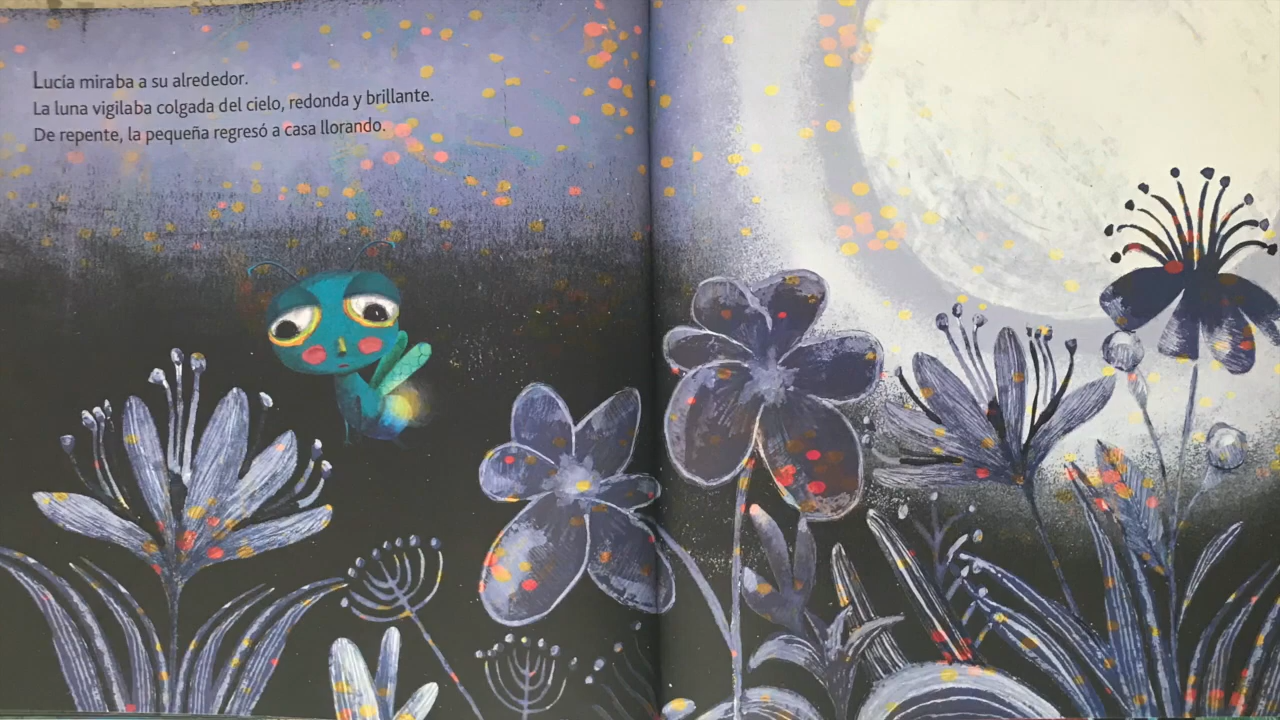 Lucía miraba a su alrededor.
La luna vigilaba colgada del cielo, redonda y brillante.
De repente, la pequeña regresó a casa llorando.